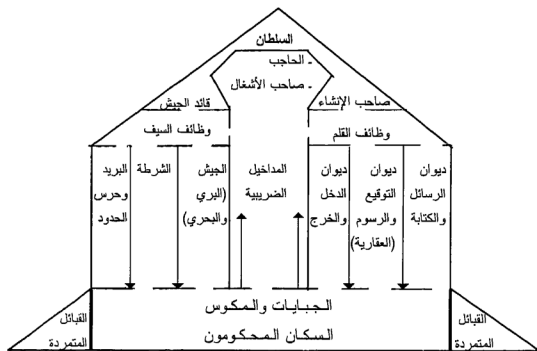 السلطان
ـ الحاجب
ـ صاحب الأشغال
صاحب الإنشاء
قائد الجيش
وظائف القلم
وظائف السيف
ديوان
الرسائل
والكتابة
ديوان
التوقيع
والرسوم
(العقارية)
ديوان
الدخل
والخرج
المداخيل
الضريبية
الجيش
(البري
والبحري)
الشرطة
البريد
وحرس
الحدود
الجبايات والمكوس
السكان المحكومون
القبائل
المتمردة
القبائل
المتمردة